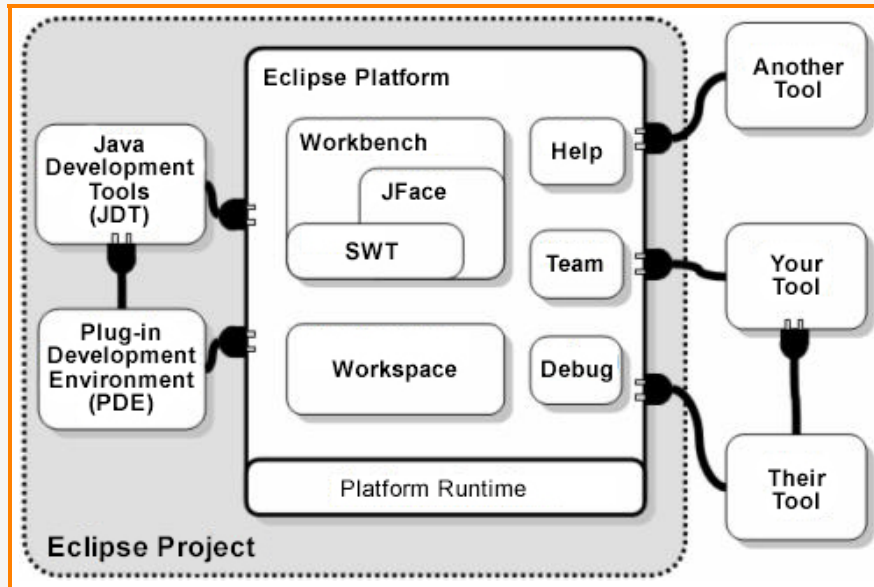 Eclipse Platform
Another
Tool
Java
Development
Tools
(JDT)
Workbench
JFace
SWT
Help
Team
Your
Tool
Plug-in
Development
Environment
(PDE)
Workspace
Debug
Their
Tool
Platform Runtime
Eclipse Project